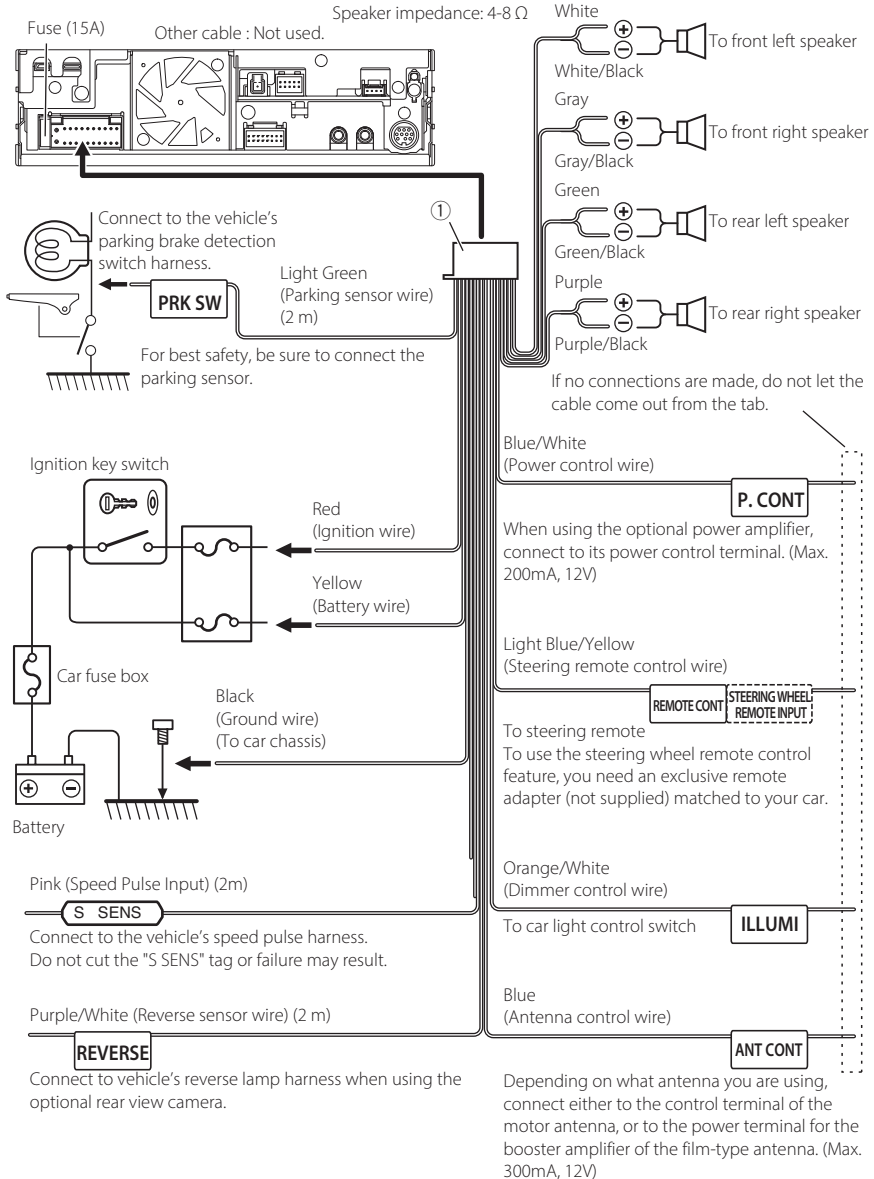 Speaker impedance: 4-8 Ω
Fuse (15A)
Other cable : Not used.
White
To front left speaker
White/Black
Gray
To front right speaker
Gray/Black
Green
To rear left speaker
Green/Black
Purple
To rear right speaker
Purple/Black
①
Connect to the vehicle's
parking brake detection
switch harness.
PRK SW
Light Green
(Parking sensor wire)
(2 m)
For best safety, be sure to connect the
parking sensor.
If no connections are made, do not let the
cable come out from the tab.
Blue/White
(Power control wire)
P. CONT
When using the optional power amplifier,
connect to its power control terminal. (Max.
200mA, 12V)
Ignition key switch
Red
(Ignition wire)
Yellow
(Battery wire)
Car fuse box
Black
(Ground wire)
(To car chassis)
Battery
Light Blue/Yellow
(Steering remote control wire)
REMOTE CONT
STEERING WHEEL
REMOTE INPUT
To steering remote
To use the steering wheel remote control
feature, you need an exclusive remote
adapter (not supplied) matched to your car.
Pink (Speed Pulse Input) (2m)
S SENS
Connect to the vehicle's speed pulse harness.
Do not cut the "S SENS" tag or failure may result.
Orange/White
(Dimmer control wire)
To car light control switch
ILLUMI
Purple/White (Reverse sensor wire) (2 m)
REVERSE
Connect to vehicle's reverse lamp harness when using the
optional rear view camera.
Blue
(Antenna control wire)
ANT CONT
Depending on what antenna you are using,
connect either to the control terminal of the
motor antenna, or to the power terminal for the
booster amplifier of the film-type antenna. (Max.
300mA, 12V)